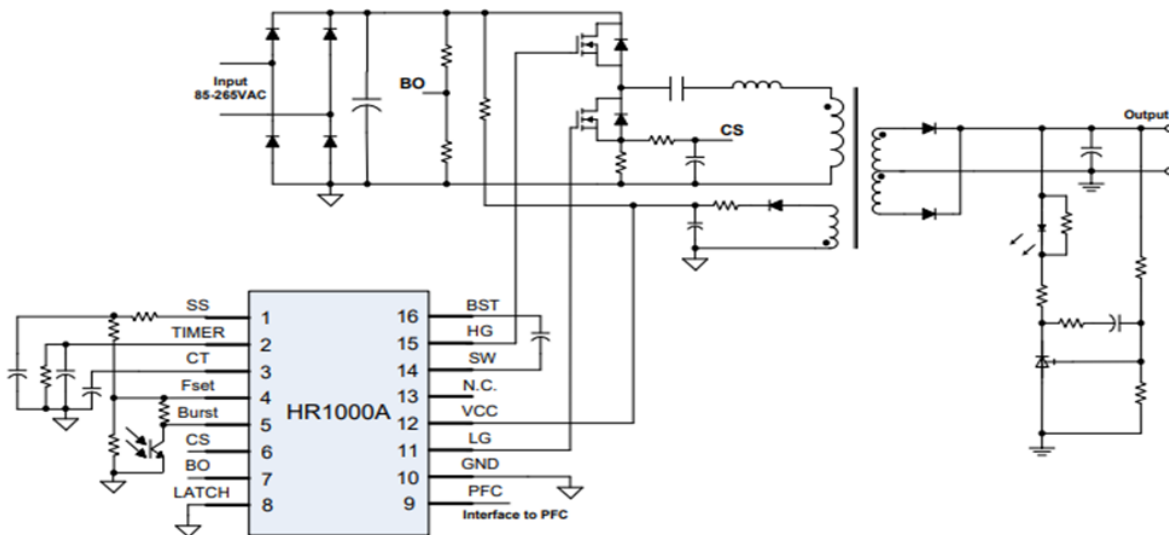 Input
85-265VAC
BO
CS
Output
SS
TIMER
CT
Fset
Burst
CS
BO
LATCH
1
2
3
4
5
6
7
8
HR1000A
16
15
14
13
12
11
10
9
BST
HG
SW
N.C.
VCC
LG
GND
PFC
Interface to PFC